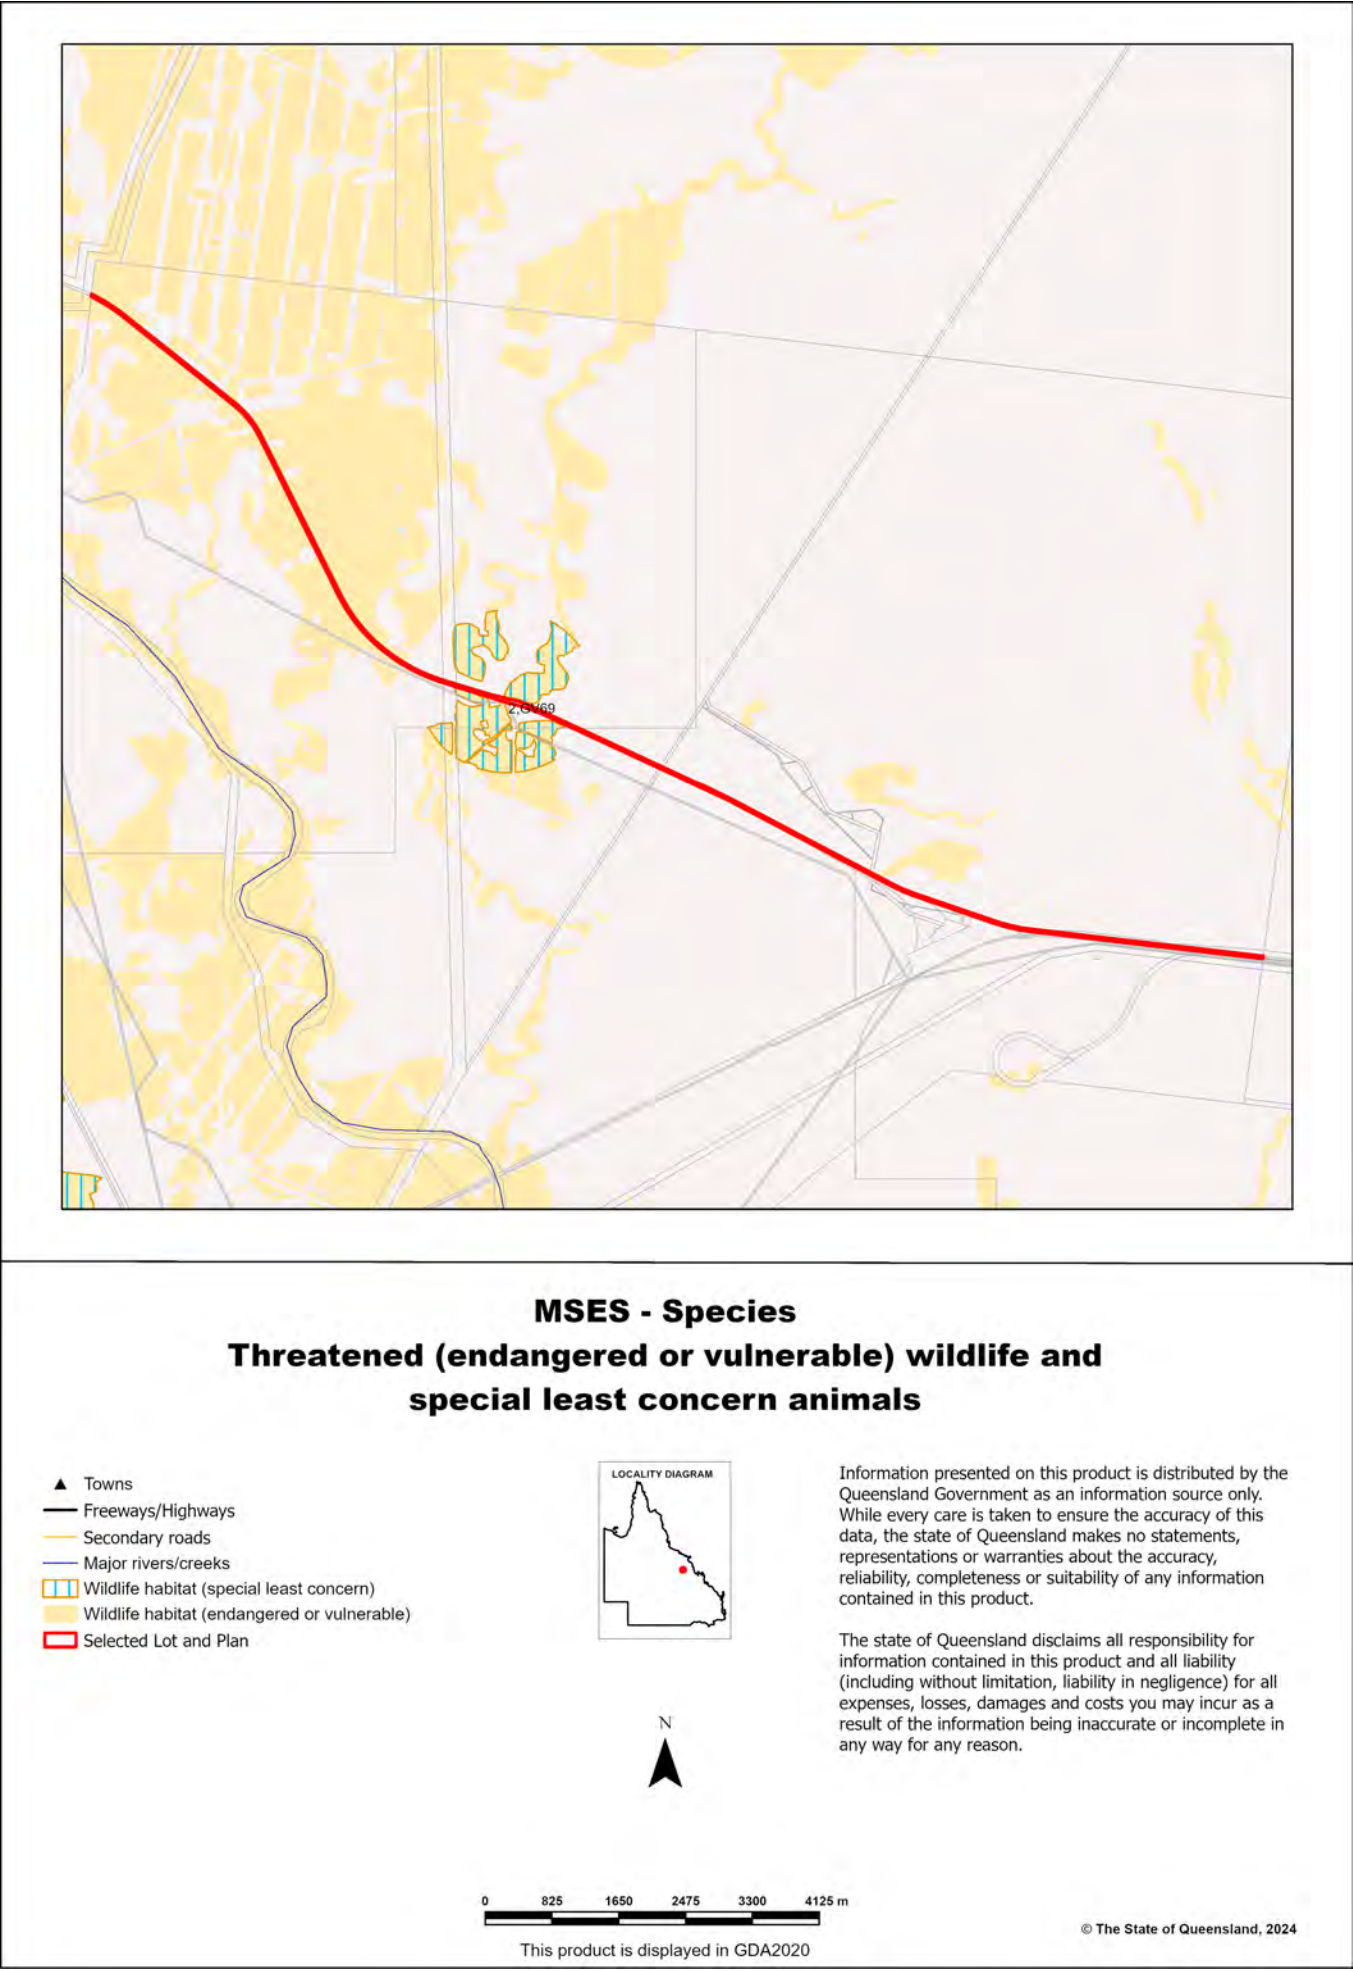 2,GV69
MSES - Species
Threatened (endangered or vulnerable) wildlife and
special least concern animals
Towns
Freeways/Highways
Secondary roads
Major rivers/creeks
Wildlife habitat (special least concern)
Wildlife habitat (endangered or vulnerable)
Selected Lot and Plan
LOCALITY DIAGRAM
N
Information presented on this product is distributed by the
Queensland Government as an information source only.
While every care is taken to ensure the accuracy of this
data, the state of Queensland makes no statements,
representations or warranties about the accuracy,
reliability, completeness or suitability of any information
contained in this product.
The state of Queensland disclaims all responsibility for
information contained in this product and all liability
(including without limitation, liability in negligence) for all
expenses, losses, damages and costs you may incur as a
result of the information being inaccurate or incomplete in
any way for any reason.
0 825 1650 2475 3300 4125 m
This product is displayed in GDA2020
© The State of Queensland, 2024